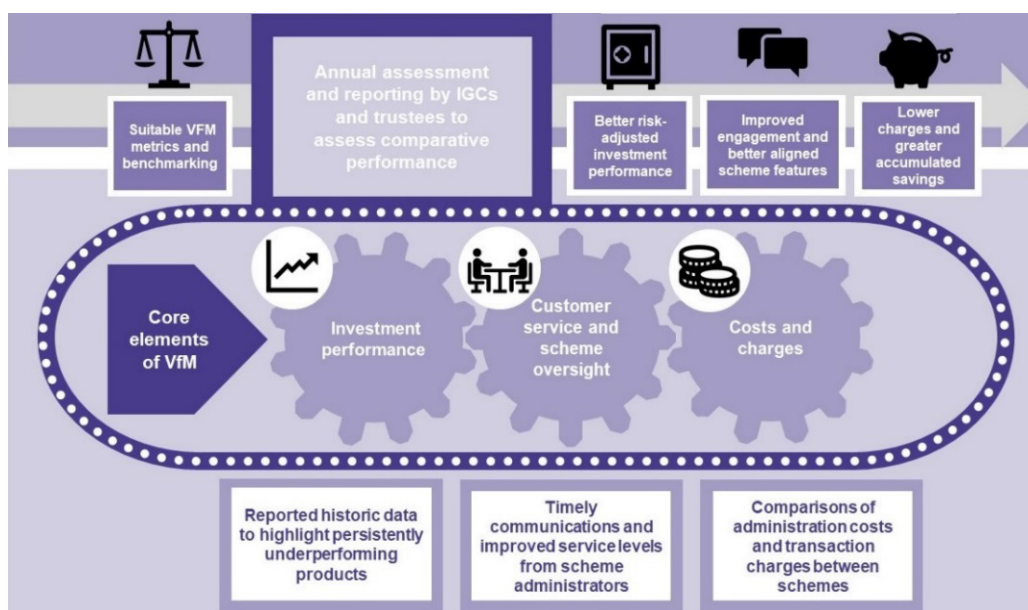 Suitable VFM
metrics and
benchmarking
Annual assessment
and reporting by IGCs
and trustees to
assess comparative
performance
Better risk-
adjusted
investment
performance
Improved
engagement and
better aligned
scheme features
Lower
charges and
greater
accumulated
savings
Core
elements
of VfM
Investment
performance
Customer
service and
scheme
oversight
Costs and
charges
Reported historic data
to highlight persistently
underperforming
products
Timely
communications and
improved service levels
from scheme
administrators
Comparisons of
administration costs
and transaction
charges between
schemes